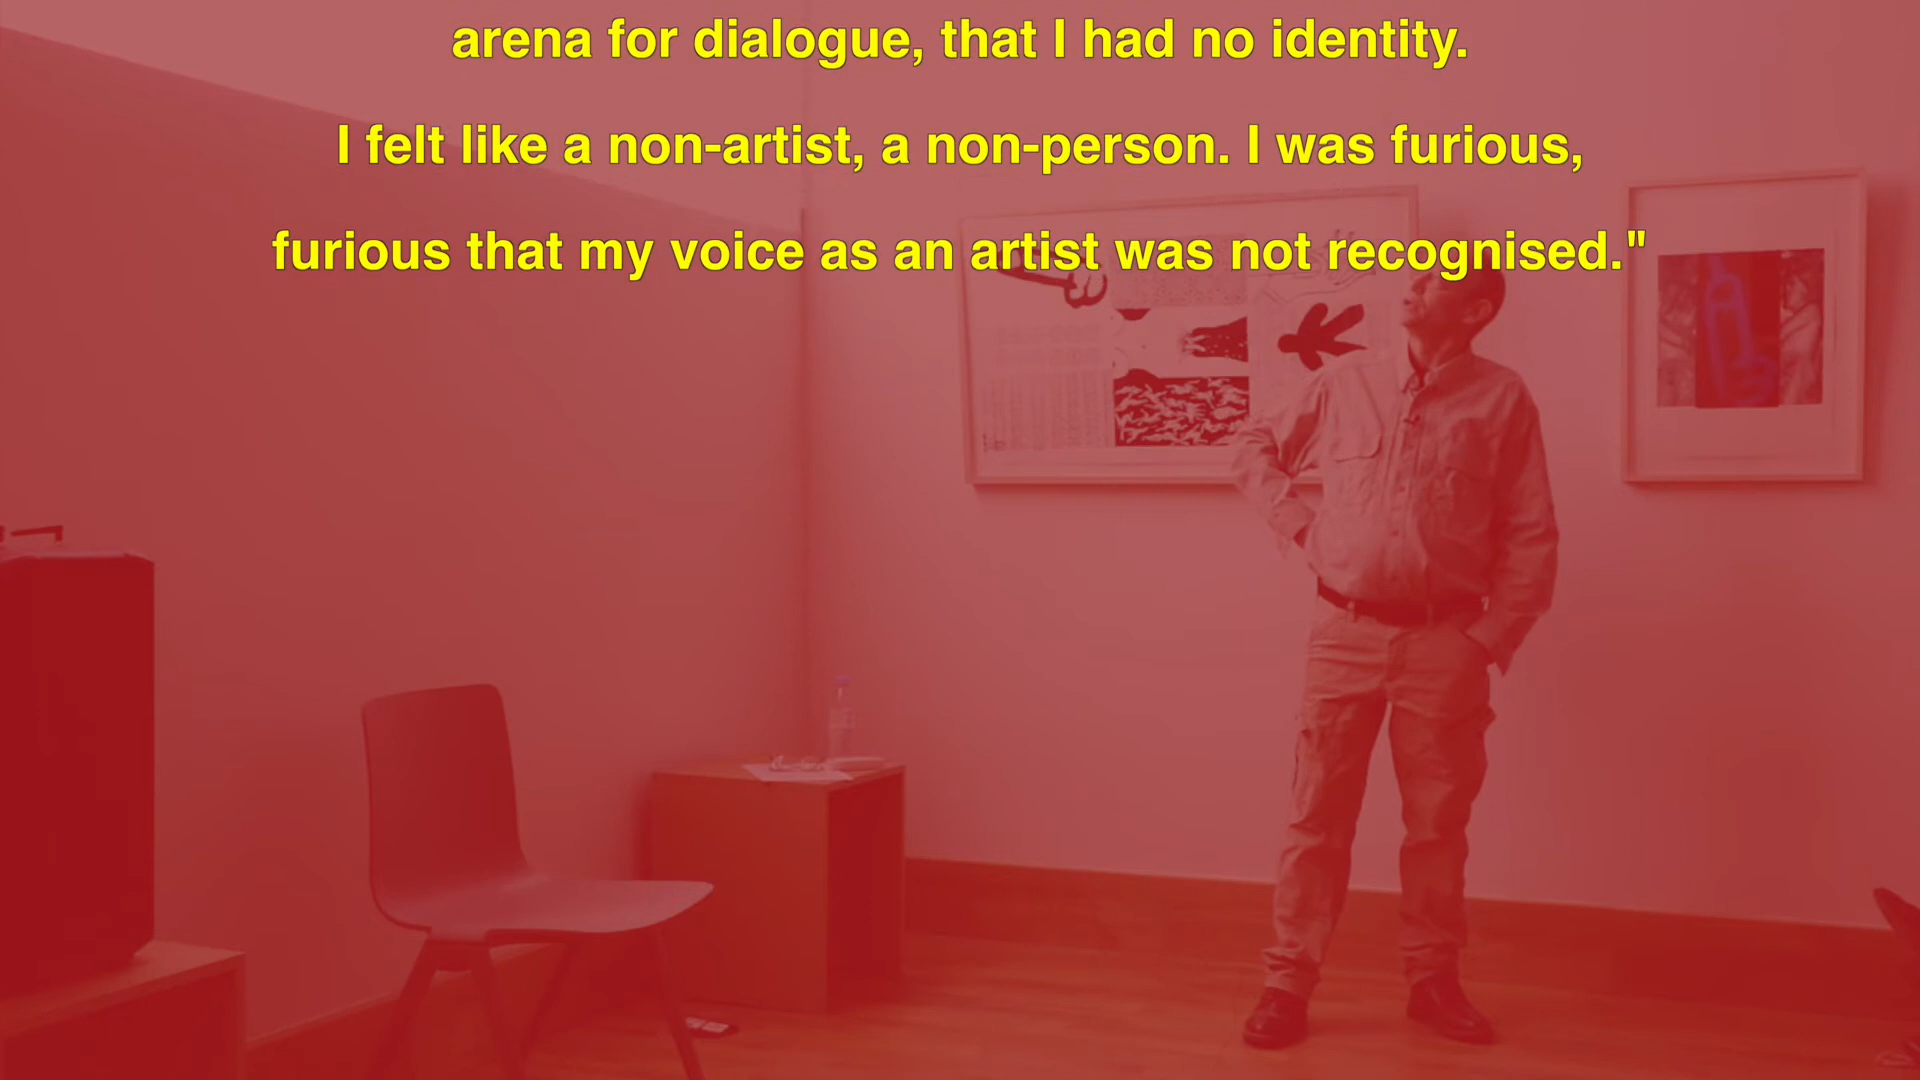 arena for dialogue, that I had no identity.
I felt like a non-artist, a non-person. I was furious,
furious that my voice as an artist was not recognised."